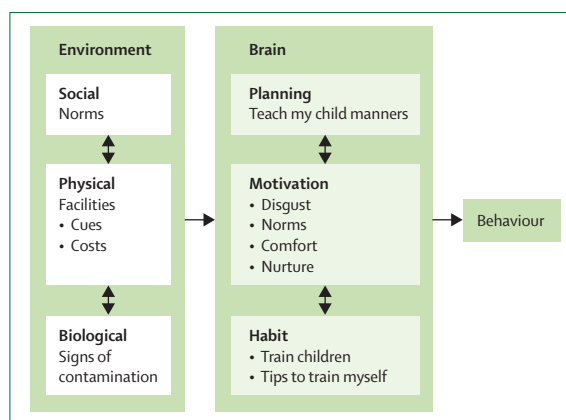 Environment
Social
Norms
Physical
Facilities
• Cues
• Costs
Biological
Signs of
contamination
Brain
Planning
Teach my child manners
Motivation
• Disgust
• Norms
• Comfort
• Nurture
Habit
• Train children
• Tips to train myself
Behaviour